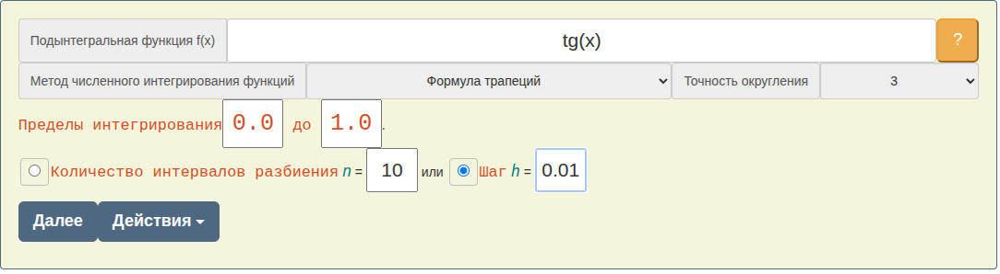 Подынтегральная функция f(x) tg(x) ?
Метод численного интегрирования функций Формула трапеций Точность округления 3
Пределы интегрирования 0.0 до 1.0 .
Количество интервалов разбиения n = 10 или Шаг h = 0.01
Далее Действия